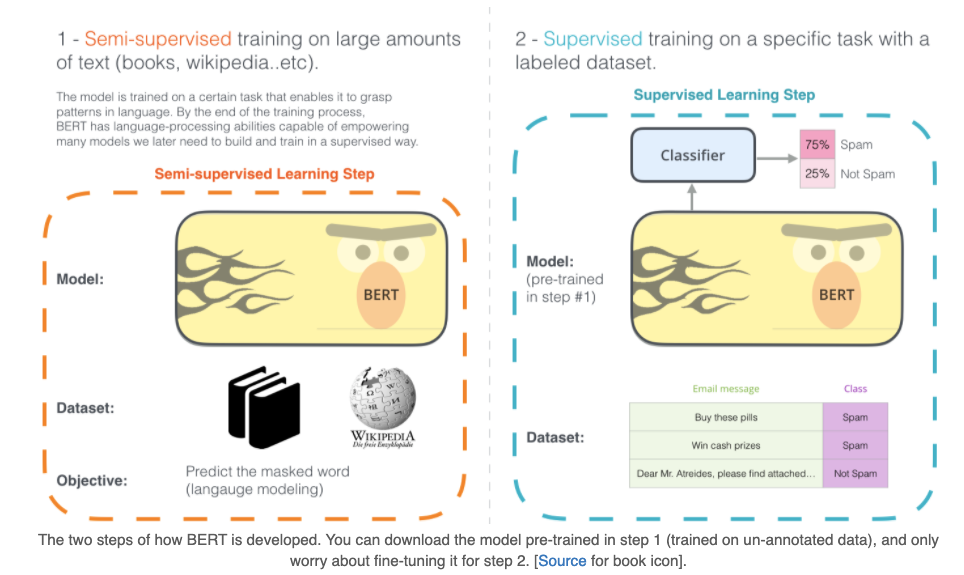 1 - Semi-supervised training on large amounts
of text (books, wikipedia..etc).
The model is trained on a certain task that enables it to grasp
patterns in language. By the end of the training process,
BERT has language-processing abilities capable of empowering
many models we later need to build and train in a supervised way.
Semi-supervised Learning Step
Model:
BERT
Dataset:
WIKIPEDIA
Die freie Enzyklopädie
Objective:
Predict the masked word
(langauge modeling)
2 - Supervised training on a specific task with a
labeled dataset.
Supervised Learning Step
Classifier
75% Spam
25% Not Spam
Model:
(pre-trained
in step #1)
BERT
Dataset:
Email message Class
Buy these pills Spam
Win cash prizes Spam
Dear Mr. Atreides, please find attached... Not Spam
The two steps of how BERT is developed. You can download the model pre-trained in step 1 (trained on un-annotated data), and only
worry about fine-tuning it for step 2. [Source for book icon].